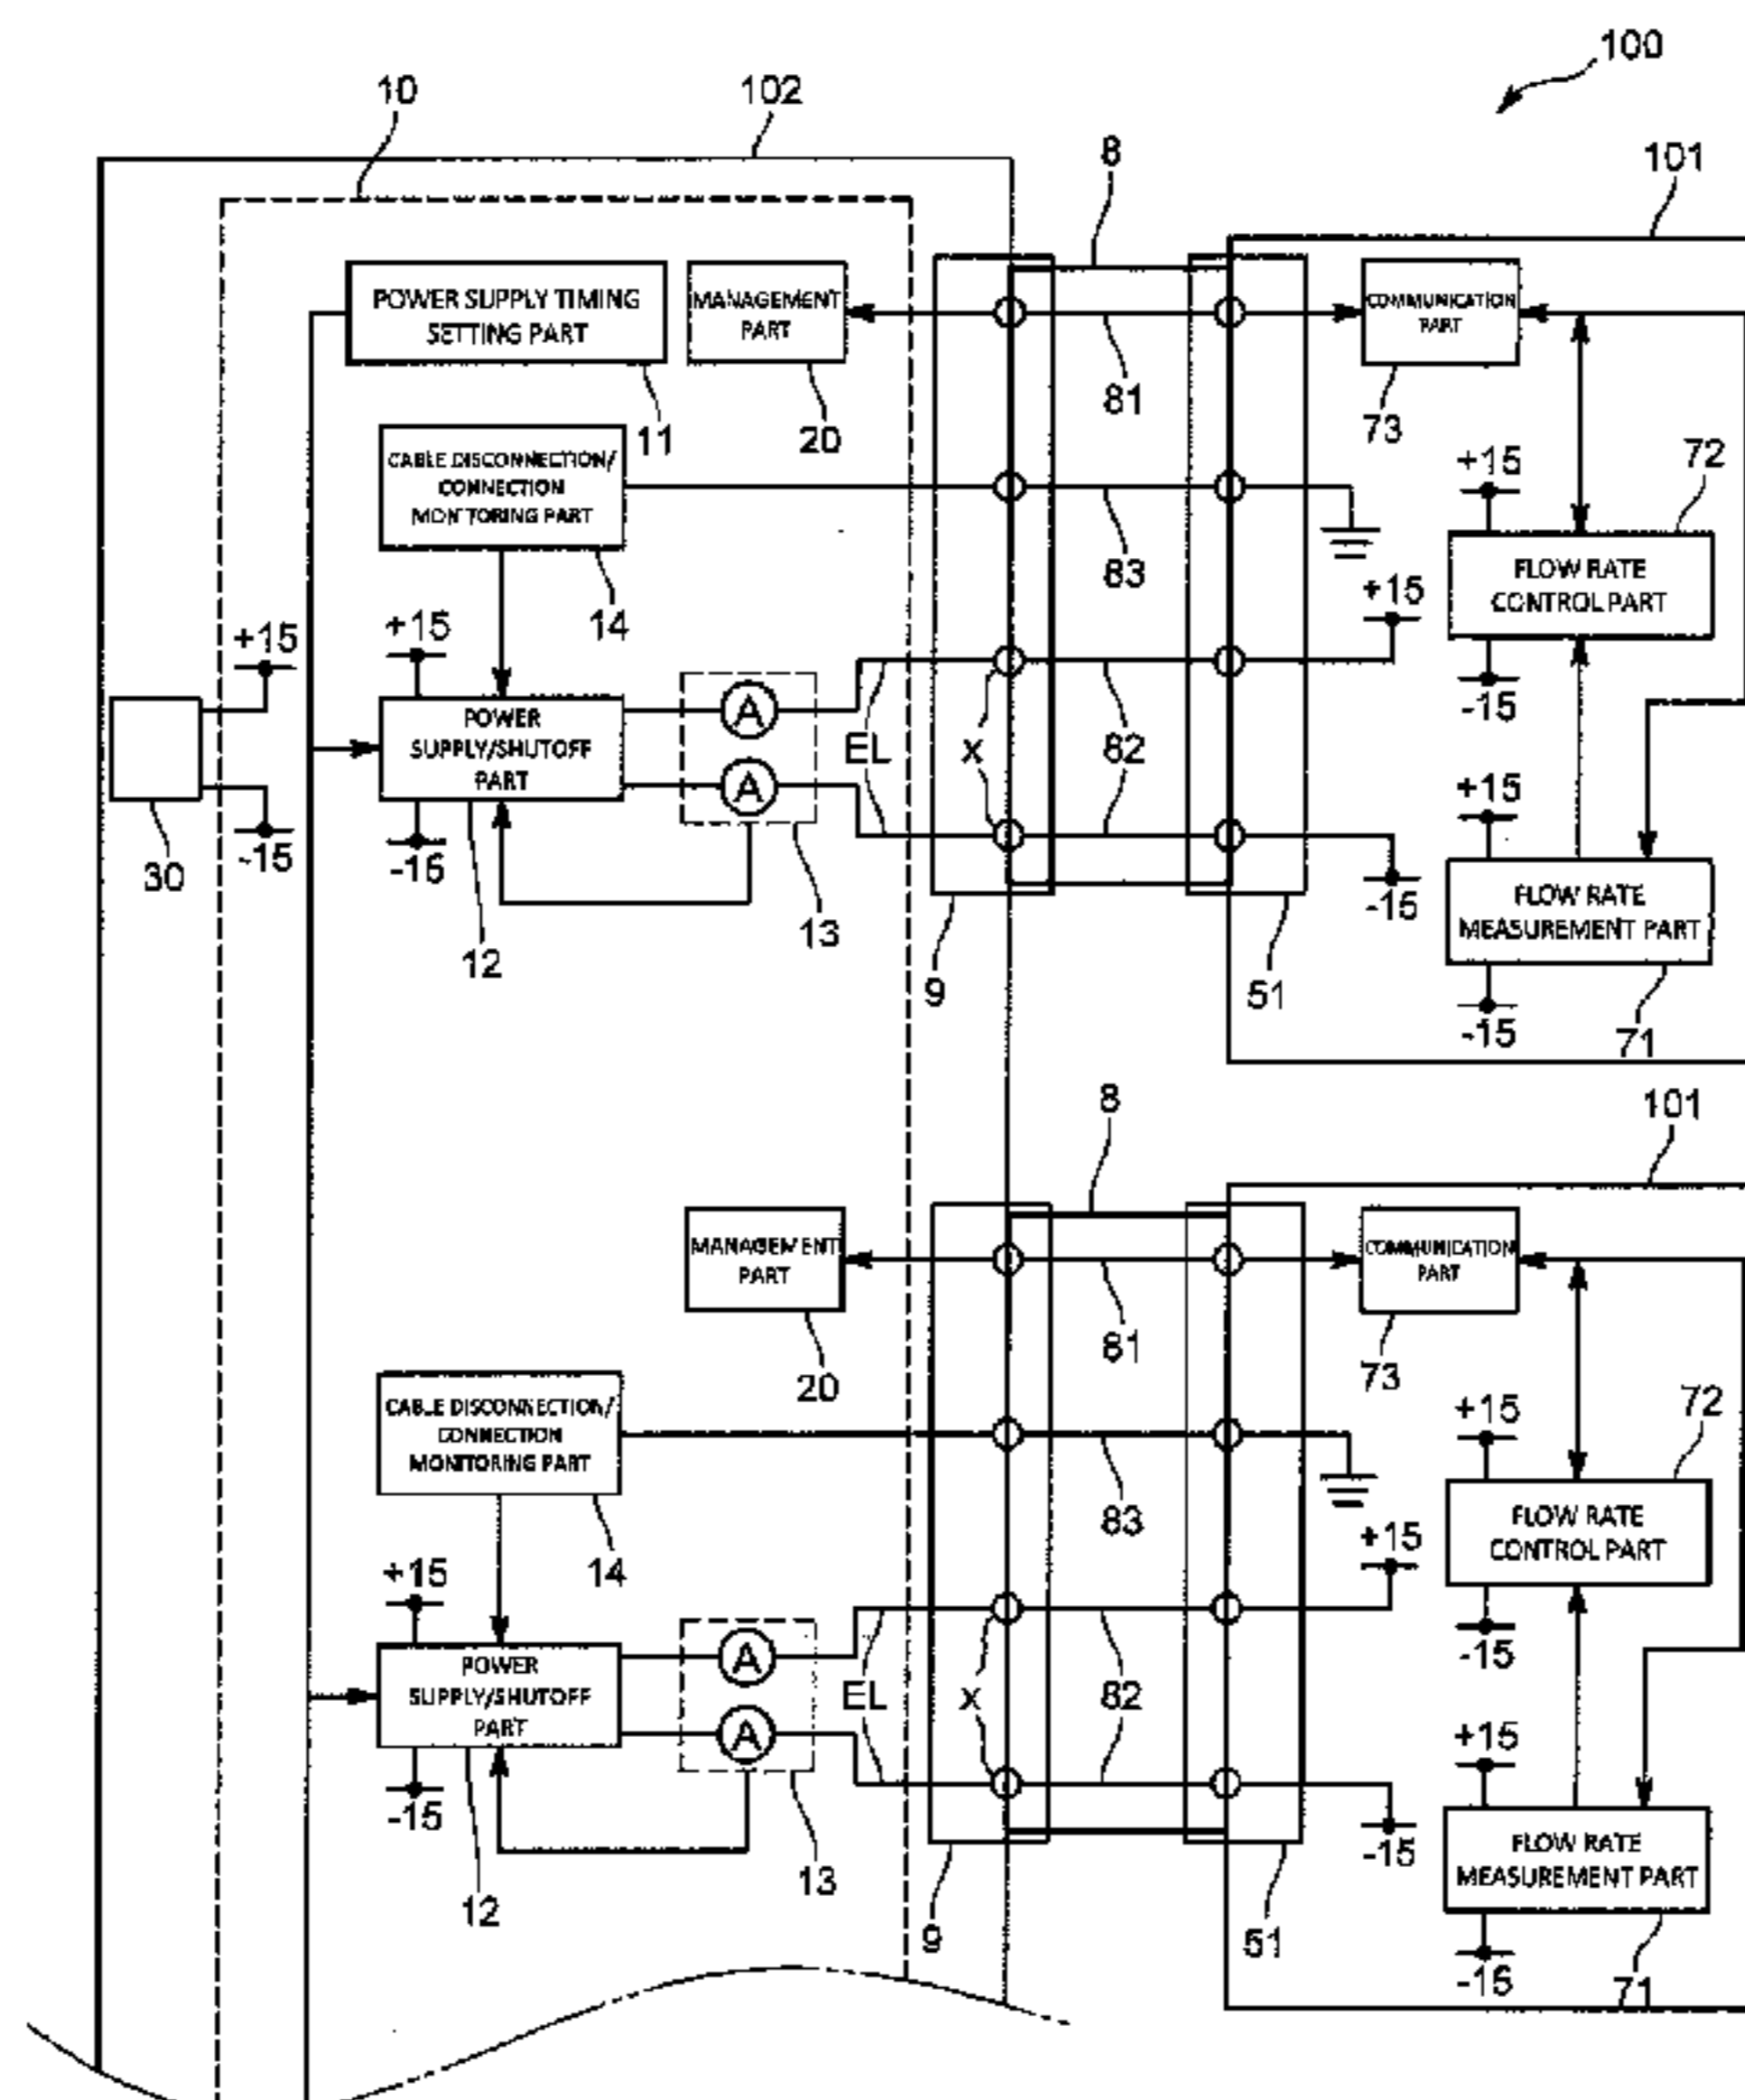 100
10
102
8
101
POWER SUPPLY TIMING
SETTING PART
MANAGEMENT
PART
COMMUNICATION
PART
81
11
20
73
72
CABLE DISCONNECTION/
CONNECTION
MONITORING PART
+15
83
FLOW RATE
CONTROL PART
+15
14
+15
+15
-15
POWER
SUPPLY/SHUTOFF
PART
A
A
EL
X
82
+15
30
-15
-15
-15
FLOW RATE
MEASUREMENT PART
13
12
9
51
-15
71
8
101
MANAGEMENT
PART
COMMUNICATION
PART
81
20
73
72
CABLE DISCONNECTION/
CONNECTION
MONITORING PART
+15
83
FLOW RATE
CONTROL PART
+15
14
+15
-15
POWER
SUPPLY/SHUTOFF
PART
A
A
EL
X
82
+15
-15
-15
FLOW RATE
MEASUREMENT PART
13
12
9
51
-15
71